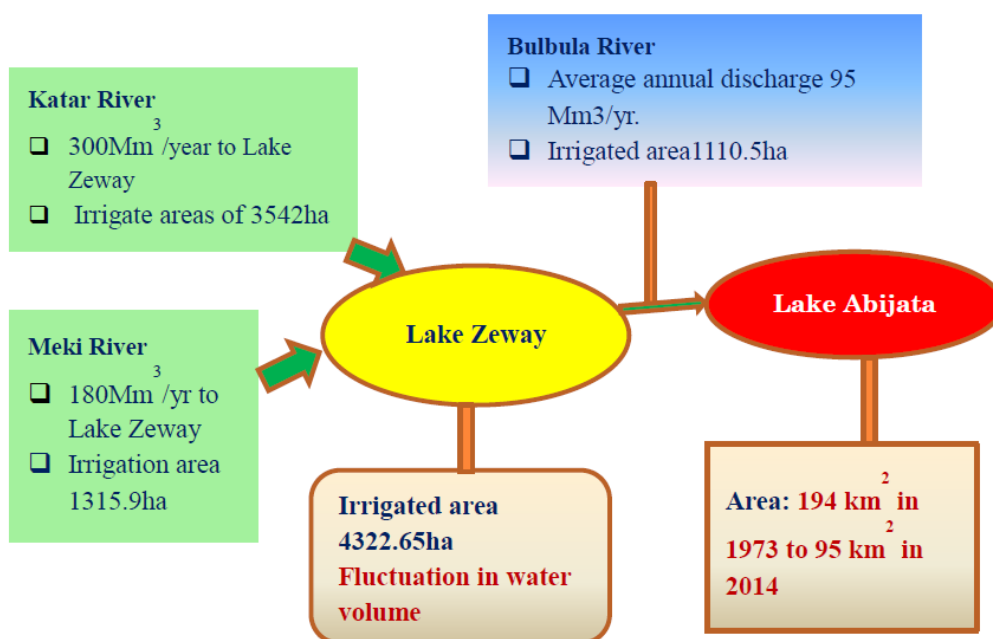 Katar River
❑ 300Mm³/year to Lake
Zeway
❑ Irrigate areas of 3542ha
Meki River
❑ 180Mm³/yr to
Lake Zeway
❑ Irrigation area
1315.9ha
Bulbula River
❑ Average annual discharge 95
Mm3/yr.
❑ Irrigated area1110.5ha
Lake Zeway
Lake Abijata
Irrigated area
4322.65ha
Fluctuation in water
volume
Area: 194 km² in
1973 to 95 km² in
2014